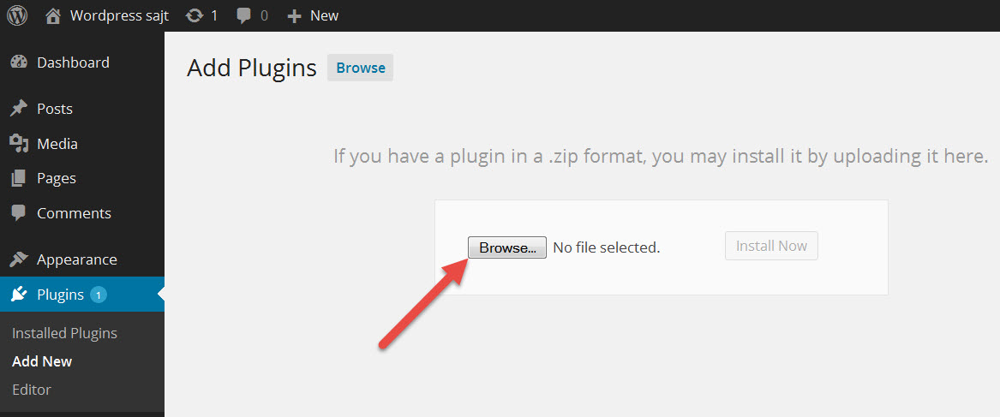 Wordpress sajt 1 0 New
Dashboard
Posts
Media
Pages
Comments
Appearance
Plugins 1
Installed Plugins
Add New
Editor
Add Plugins Browse
If you have a plugin in a .zip format, you may install it by uploading it here.
Browse... No file selected. Install Now